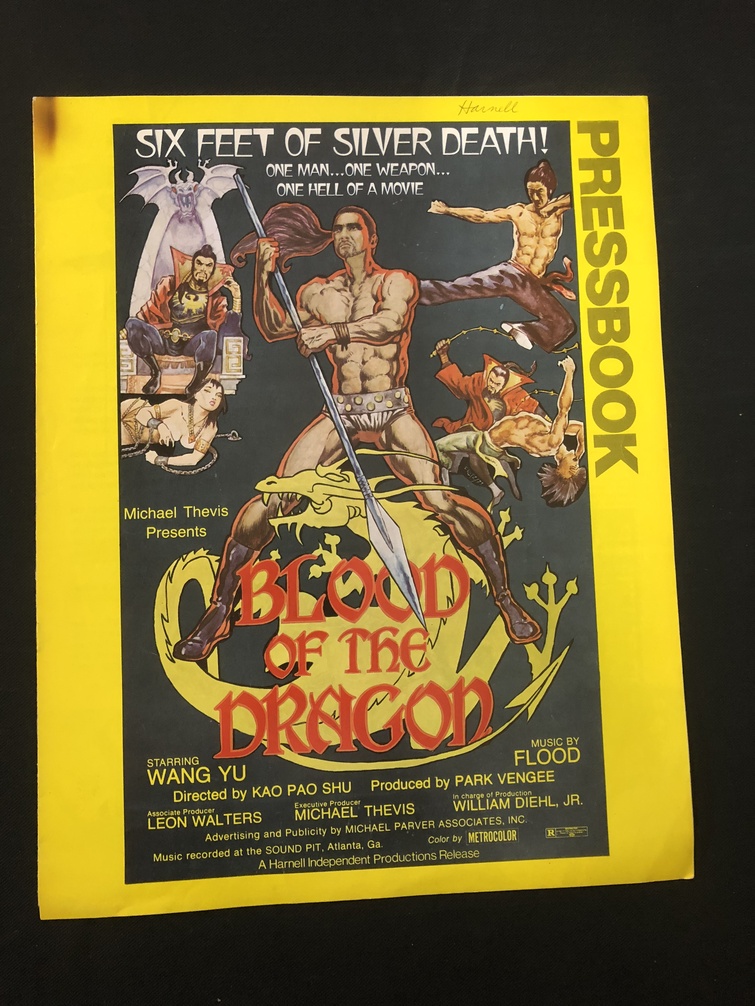 Harnell
SIX FEET OF SILVER DEATH!
ONE MAN...ONE WEAPON...
ONE HELL OF A MOVIE
PRESSBOOK
Michael Thevis
Presents
BLOOD
OF THE
DRAGON
STARRING
WANG YU
MUSIC BY
FLOOD
Directed by KAO PAO SHU Produced by PARK VENGEE
Associate Producer
LEON WALTERS
Executive Producer
MICHAEL THEVIS
In charge of Production
WILLIAM DIEHL, JR.
Advertising and Publicity by MICHAEL PARVER ASSOCIATES, INC.
Music recorded at the SOUND PIT, Atlanta, Ga.
Color by METROCOLOR
R
A Harnell Independent Productions Release